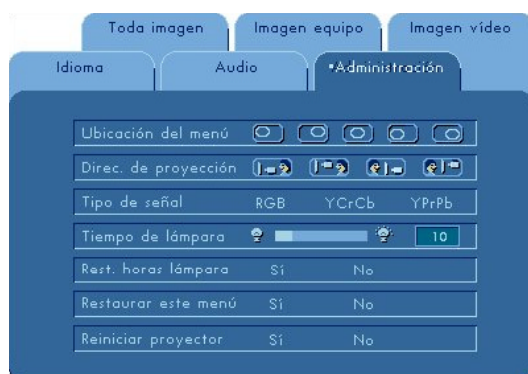 Toda imagen Imagen equipo Imagen vídeo
Idioma Audio •Administración
Ubicación del menú
Direc. de proyección
Tipo de señal RGB YCrCb YPrPb
Tiempo de lámpara 10
Rest. horas lámpara Sí No
Restaurar este menú Sí No
Reiniciar proyector Sí No